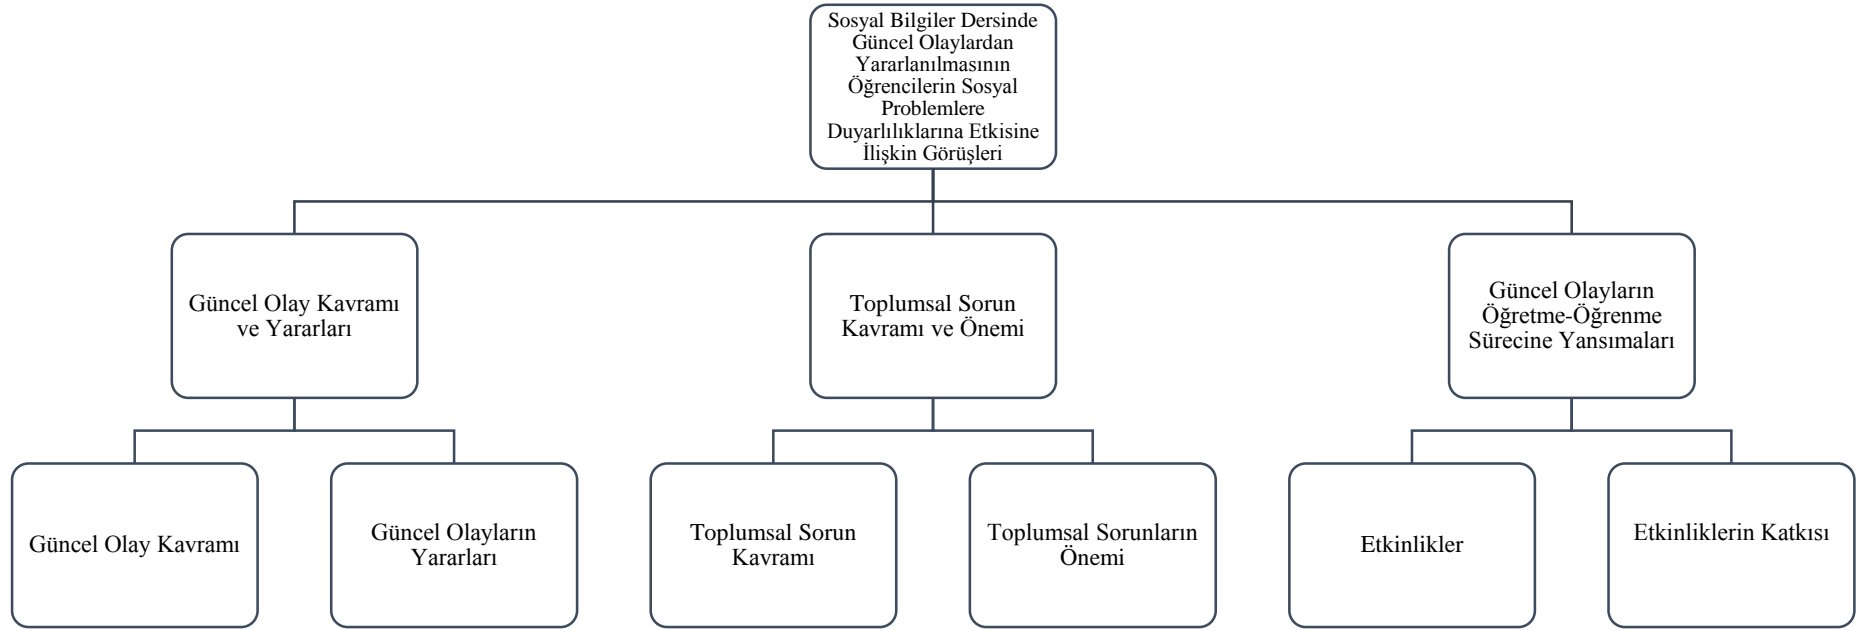 Sosyal Bilgiler Dersinde
Güncel Olaylardan
Yararlanılmasının
Öğrencilerin Sosyal
Problemlere
Duyarlılıklarına Etkisine
İlişkin Görüşleri
Güncel Olay Kavramı
ve Yararları
Toplumsal Sorun
Kavramı ve Önemi
Güncel Olayların
Öğretme-Öğrenme
Sürecine Yansımaları
Güncel Olay Kavramı
Güncel Olayların
Yararları
Toplumsal Sorun
Kavramı
Toplumsal Sorunların
Önemi
Etkinlikler
Etkinliklerin Katkısı